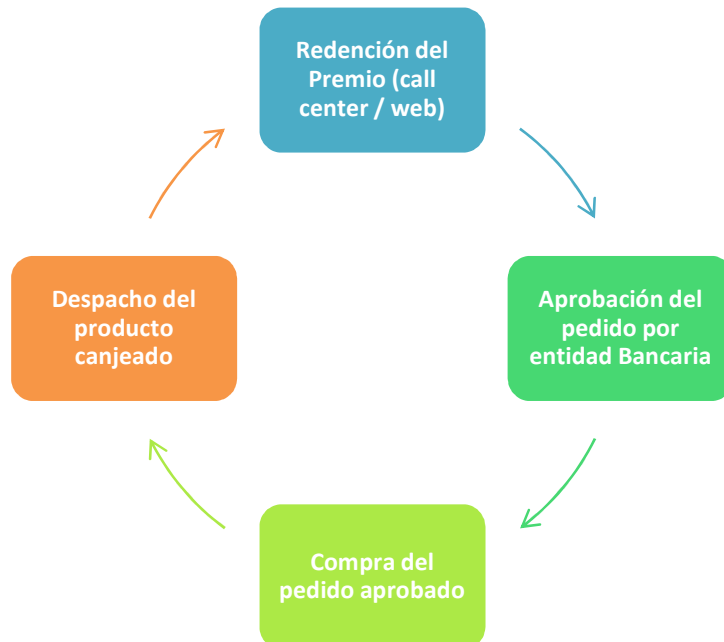 Redención del
Premio (call
center / web)
Aprobación del
pedido por
entidad Bancaria
Compra del
pedido aprobado
Despacho del
producto
canjeado